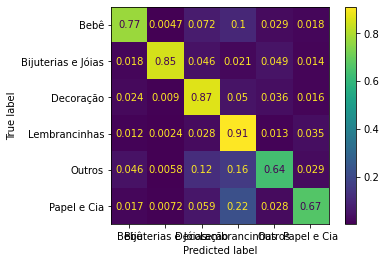 Bebê 0.77 0.0047 0.072 0.1 0.029 0.018
Bijuterias e Jóias 0.018 0.85 0.046 0.021 0.049 0.014
Decoração 0.024 0.009 0.87 0.05 0.036 0.016
Lembrancinhas 0.012 0.0024 0.028 0.91 0.013 0.035
Outros 0.046 0.0058 0.12 0.16 0.64 0.029
Papel e Cia 0.017 0.0072 0.059 0.22 0.028 0.67
Bebê Bijuterias e Jóias Decoração Lembrancinhas Outros Papel e Cia
Predicted label
True label
0.8
0.6
0.4
0.2